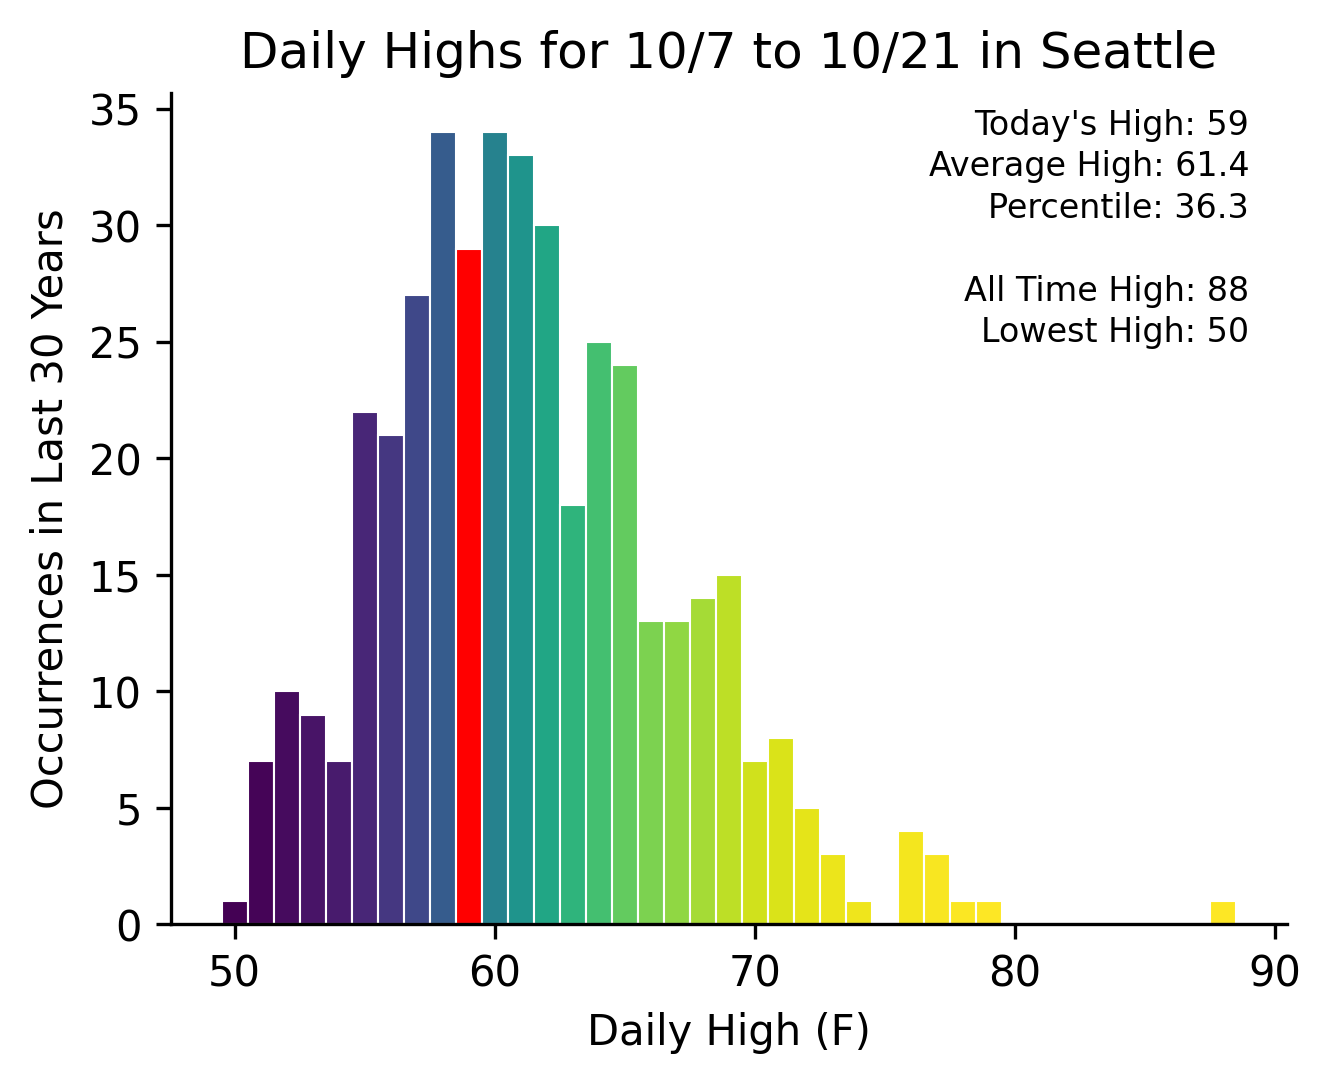 Daily Highs for 10/7 to 10/21 in Seattle
Today's High: 59
Average High: 61.4
Percentile: 36.3
All Time High: 88
Lowest High: 50
Occurrences in Last 30 Years
35
30
25
20
15
10
5
0
50 60 70 80 90
Daily High (F)